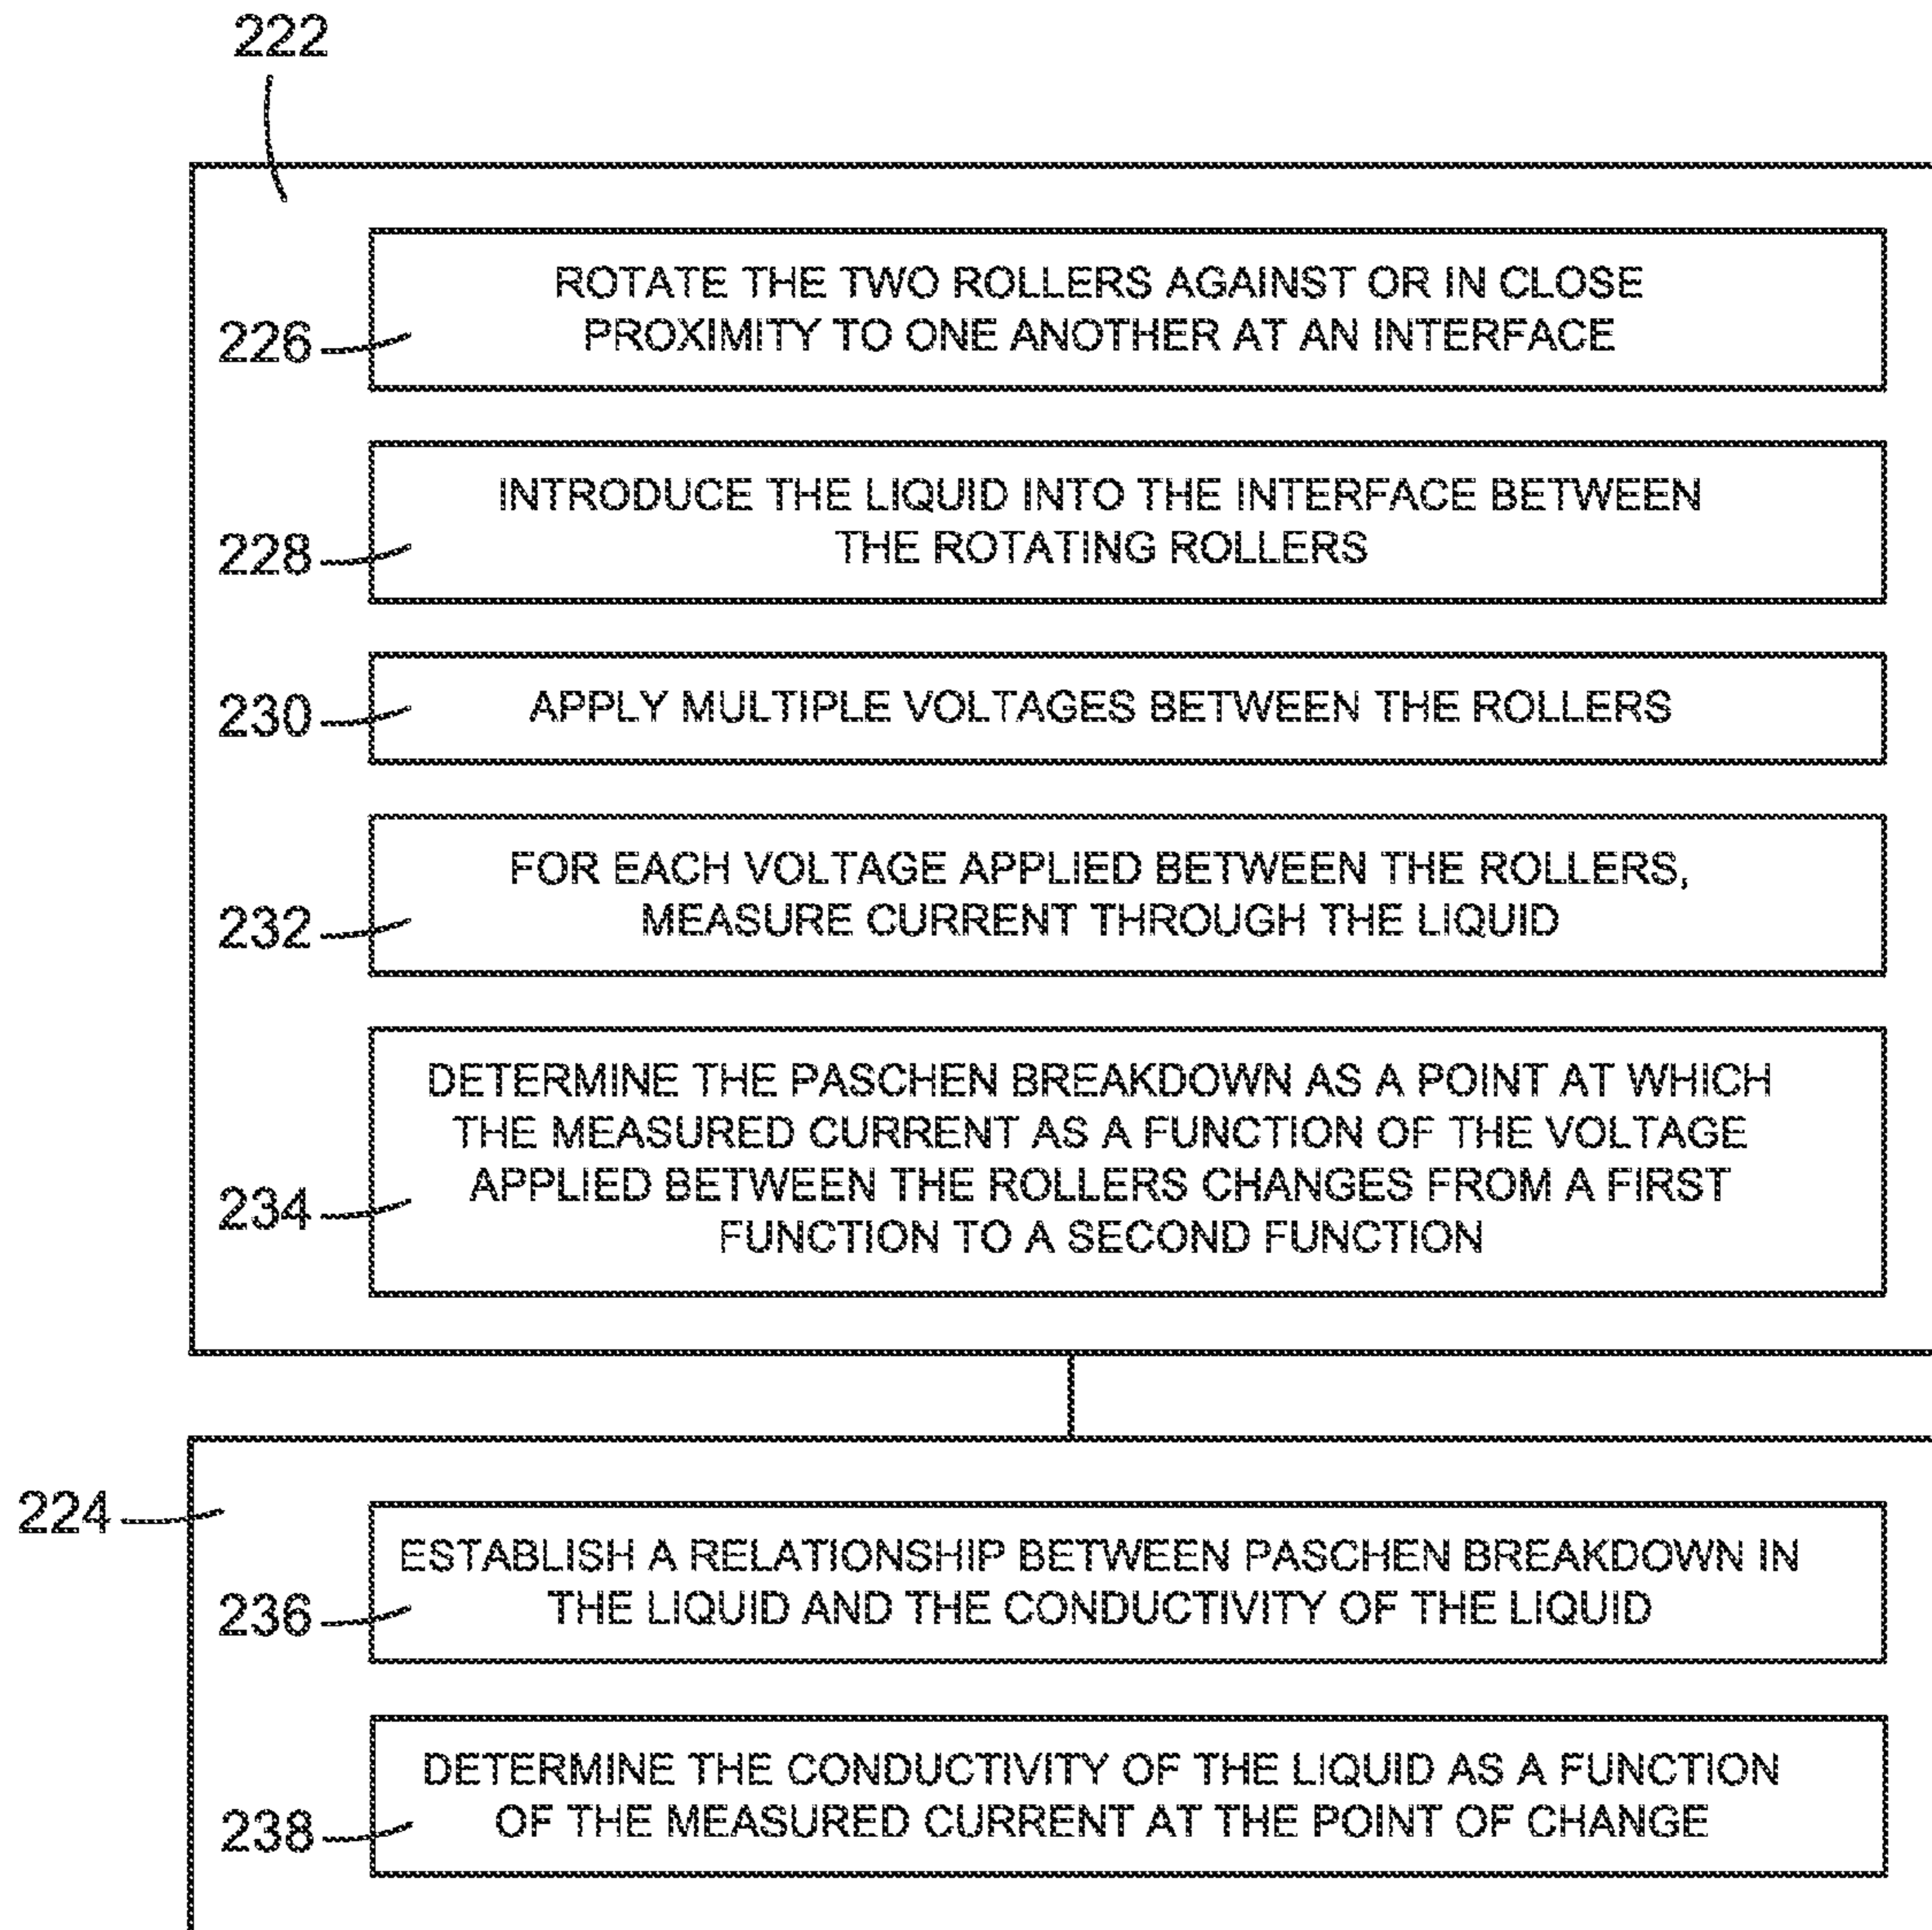 222
ROTATE THE TWO ROLLERS AGAINST OR IN CLOSE
PROXIMITY TO ONE ANOTHER AT AN INTERFACE
226
INTRODUCE THE LIQUID INTO THE INTERFACE BETWEEN
THE ROTATING ROLLERS
228
APPLY MULTIPLE VOLTAGES BETWEEN THE ROLLERS
230
FOR EACH VOLTAGE APPLIED BETWEEN THE ROLLERS,
MEASURE CURRENT THROUGH THE LIQUID
232
DETERMINE THE PASCHEN BREAKDOWN AS A POINT AT WHICH
THE MEASURED CURRENT AS A FUNCTION OF THE VOLTAGE
APPLIED BETWEEN THE ROLLERS CHANGES FROM A FIRST
FUNCTION TO A SECOND FUNCTION
234
224
ESTABLISH A RELATIONSHIP BETWEEN PASCHEN BREAKDOWN IN
THE LIQUID AND THE CONDUCTIVITY OF THE LIQUID
236
DETERMINE THE CONDUCTIVITY OF THE LIQUID AS A FUNCTION
OF THE MEASURED CURRENT AT THE POINT OF CHANGE
238